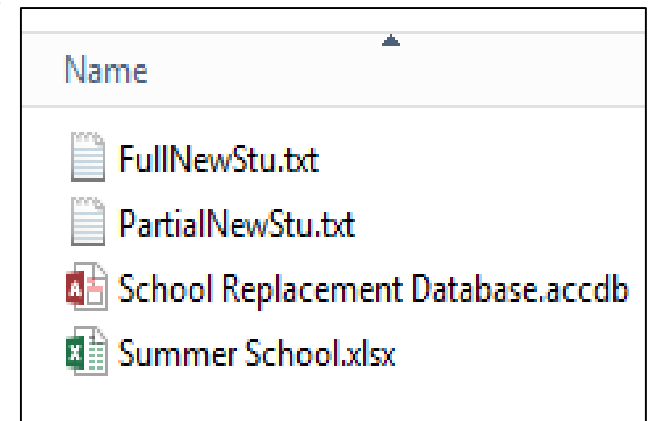 Name
FullNewStu.txt
PartialNewStu.txt
School Replacement Database.accdb
Summer School.xlsx